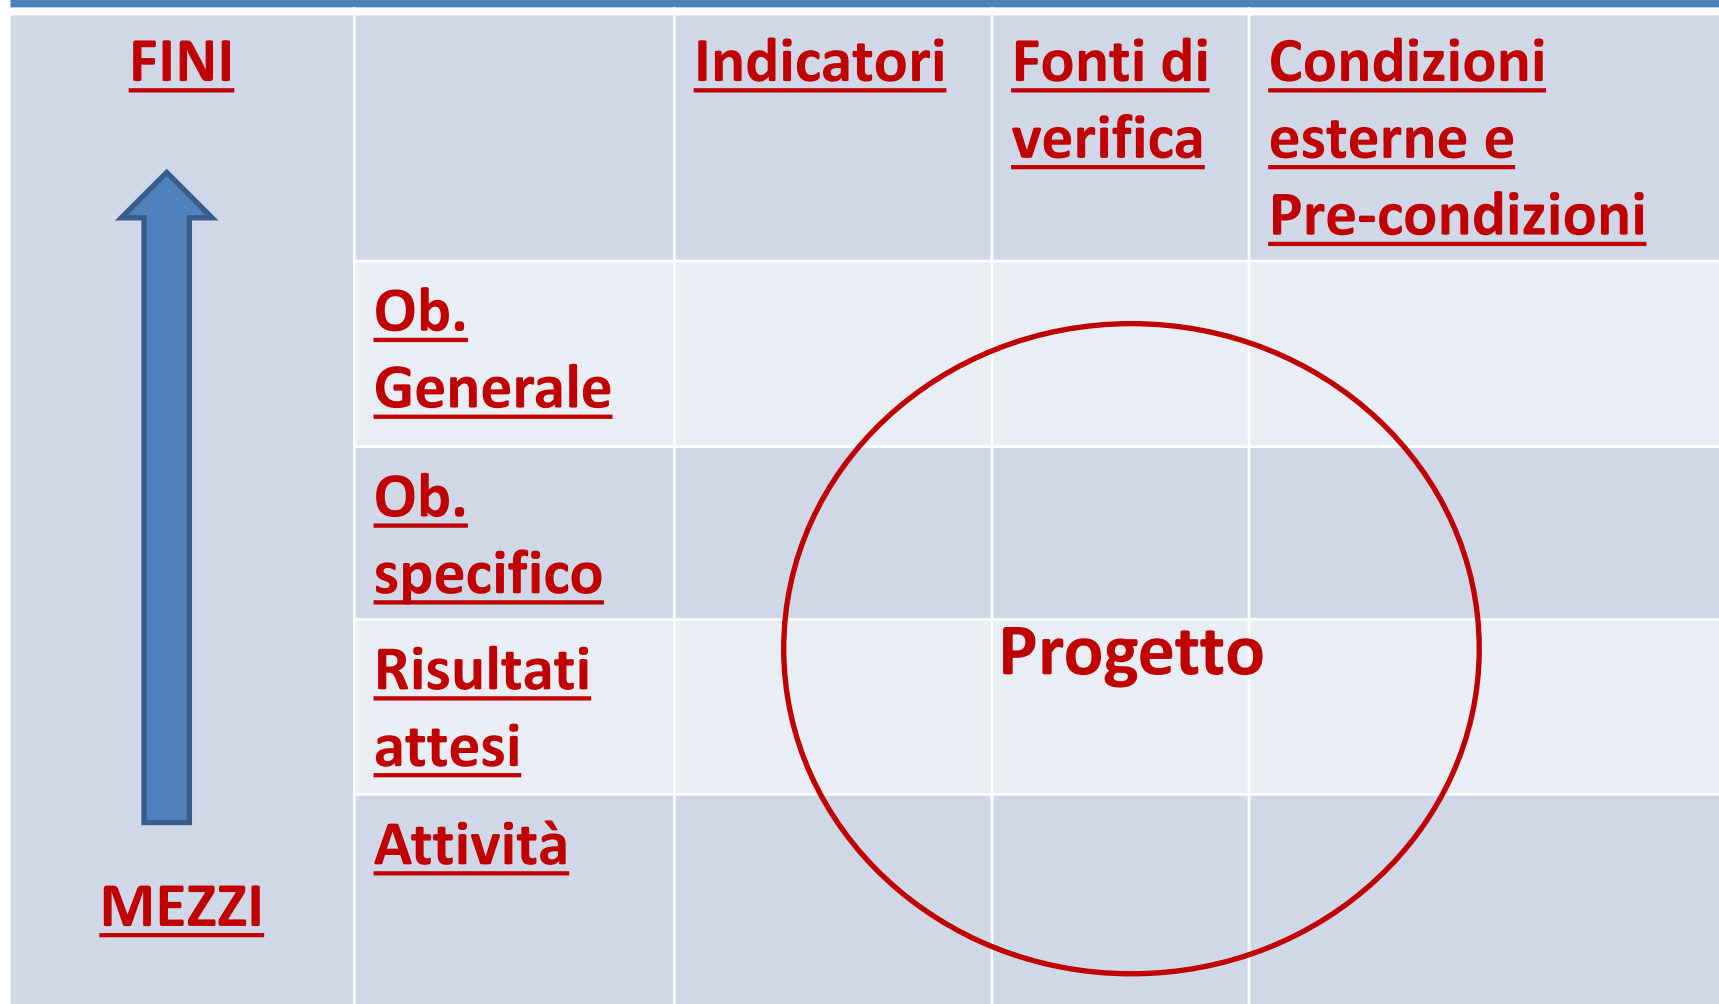 FINI
Indicatori
Fonti di
verifica
Condizioni
esterne e
Pre-condizioni
Ob.
Generale
Ob.
specifico
Risultati
attesi
Progetto
Attività
MEZZI